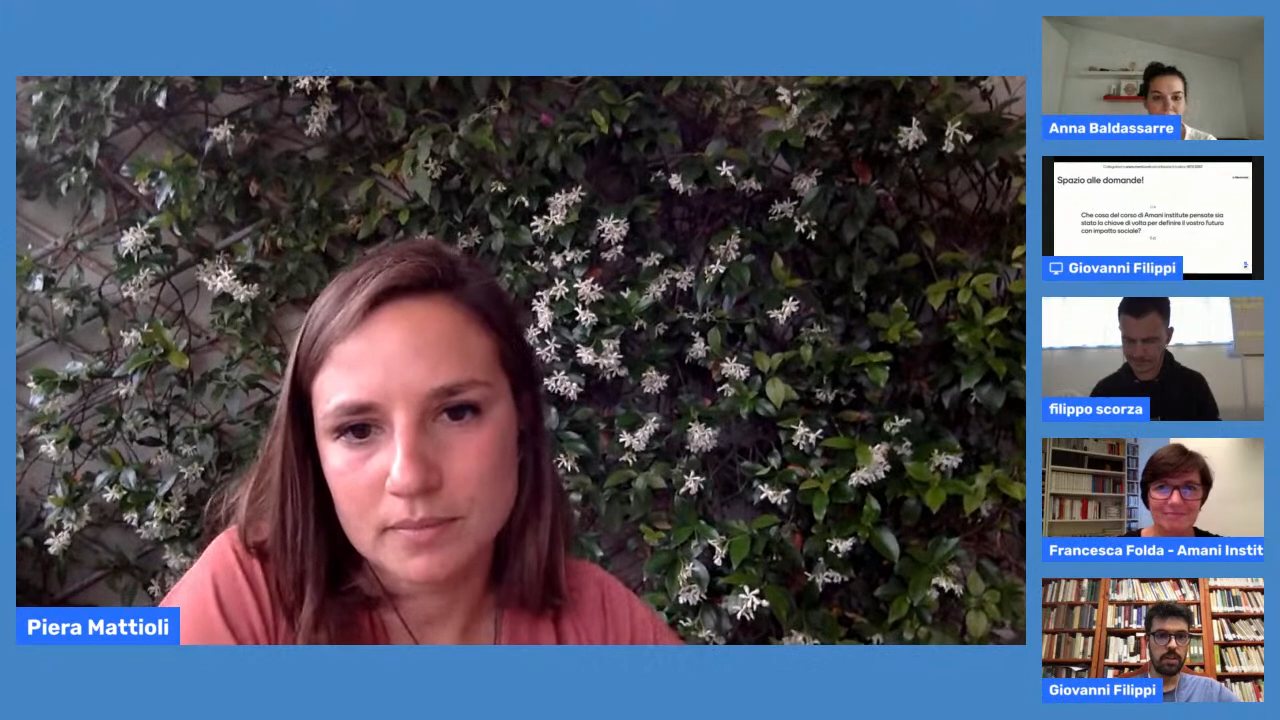 Piera Mattioli
Anna Baldassarre
Spazio alle domande!
Che cosa del corso di Amani Institute pensate sia
stato la chiave di volta per definire il vostro futuro
con impatto sociale?
Giovanni Filippi
filippo scorza
Francesca Folda - Amani Instit
Giovanni Filippi